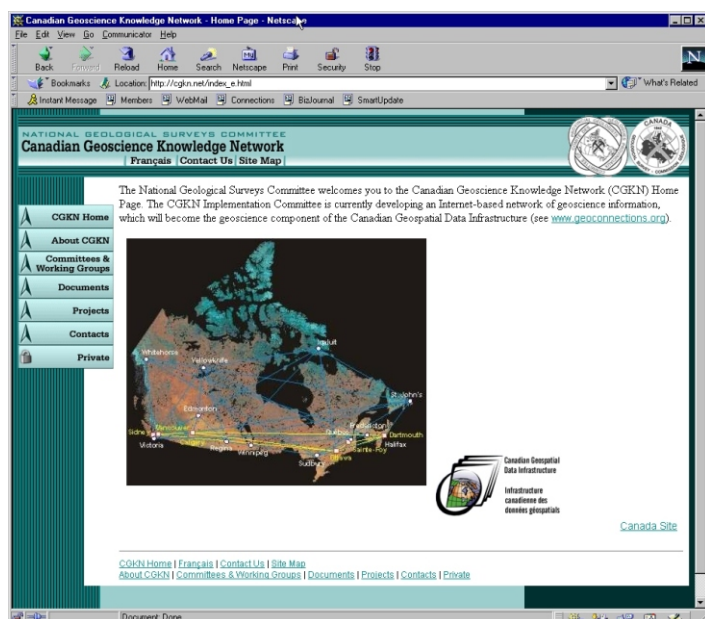 Canadian Geoscience Knowledge Network - Home Page - Netscape
File Edit View Go Communicator Help
Back Forward Reload Home Search Netscape Print Security Stop
Bookmarks Location: http://cgkn.net/index_e.html What's Related
Instant Message Members WebMail Connections BizJournal SmartUpdate
NATIONAL GEOLOGICAL SURVEYS COMMITTEE
Canadian Geoscience Knowledge Network
Français | Contact Us | Site Map
CANADA
The National Geological Surveys Committee welcomes you to the Canadian Geoscience Knowledge Network (CGKN) Home
Page. The CGKN Implementation Committee is currently developing an Internet-based network of geoscience information,
which will become the geoscience component of the Canadian Geospatial Data Infrastructure (see www.geoconnections.org).
CGKN Home
About CGKN
Committees &
Working Groups
Documents
Projects
Contacts
Private
Iqaluit
Whitehorse
Yellowknife
St-John's
Edmonton
Sidney
Vancouver
Victoria
Calgary
Regina
Winnipeg
Sudbury
Ottawa
Québec
Sainte-Foy
Fredericton
Dartmouth
Halifax
Canadian Geospatial
Data Infrastructure
Infrastructure
canadienne des
données géospatials
Canada Site
CGKN Home | Français | Contact Us | Site Map
About CGKN | Committees & Working Groups | Documents | Projects | Contacts | Private
Document: Done